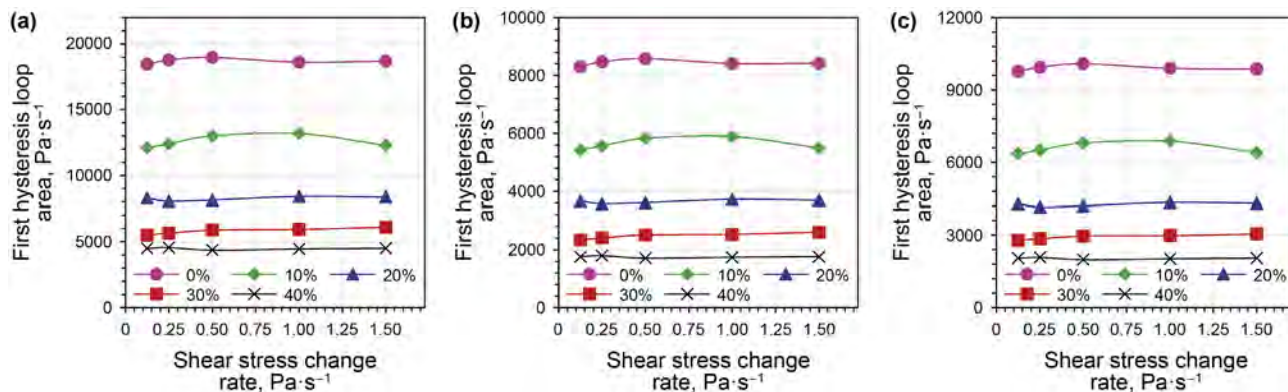 (a)
First hysteresis loop
area, Pa·s⁻¹
20000
15000
10000
5000
0
0% 10% 20%
30% 40%
0 0.25 0.50 0.75 1.00 1.25 1.50
Shear stress change
rate, Pa·s⁻¹
(b)
First hysteresis loop
area, Pa·s⁻¹
10000
8000
6000
4000
2000
0
0% 10% 20%
30% 40%
0 0.25 0.50 0.75 1.00 1.25 1.50
Shear stress change
rate, Pa·s⁻¹
(c)
First hysteresis loop
area, Pa·s⁻¹
12000
9000
6000
3000
0
0% 10% 20%
30% 40%
0 0.25 0.50 0.75 1.00 1.25 1.50
Shear stress change
rate, Pa·s⁻¹